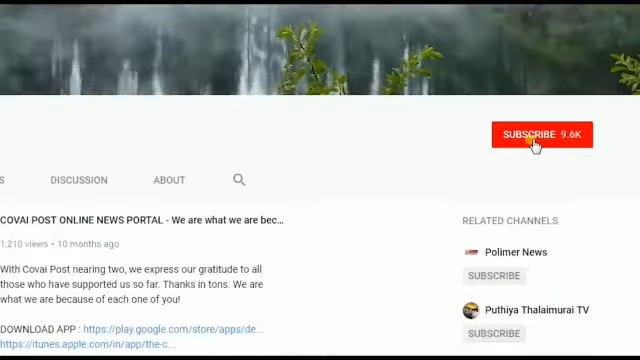 SUBSCRIBE 9.6K
S DISCUSSION ABOUT
COVAI POST ONLINE NEWS PORTAL - We are what we are bec...
1,210 views • 10 months ago
With Covai Post nearing two, we express our gratitude to all
those who have supported us so far. Thanks in tons. We are
what we are because of each one of you!
DOWNLOAD APP : https://play.google.com/store/apps/de...
https://itunes.apple.com/in/app/the-c...
RELATED CHANNELS
Polimer News
SUBSCRIBE
Puthiya Thalaimurai TV
SUBSCRIBE